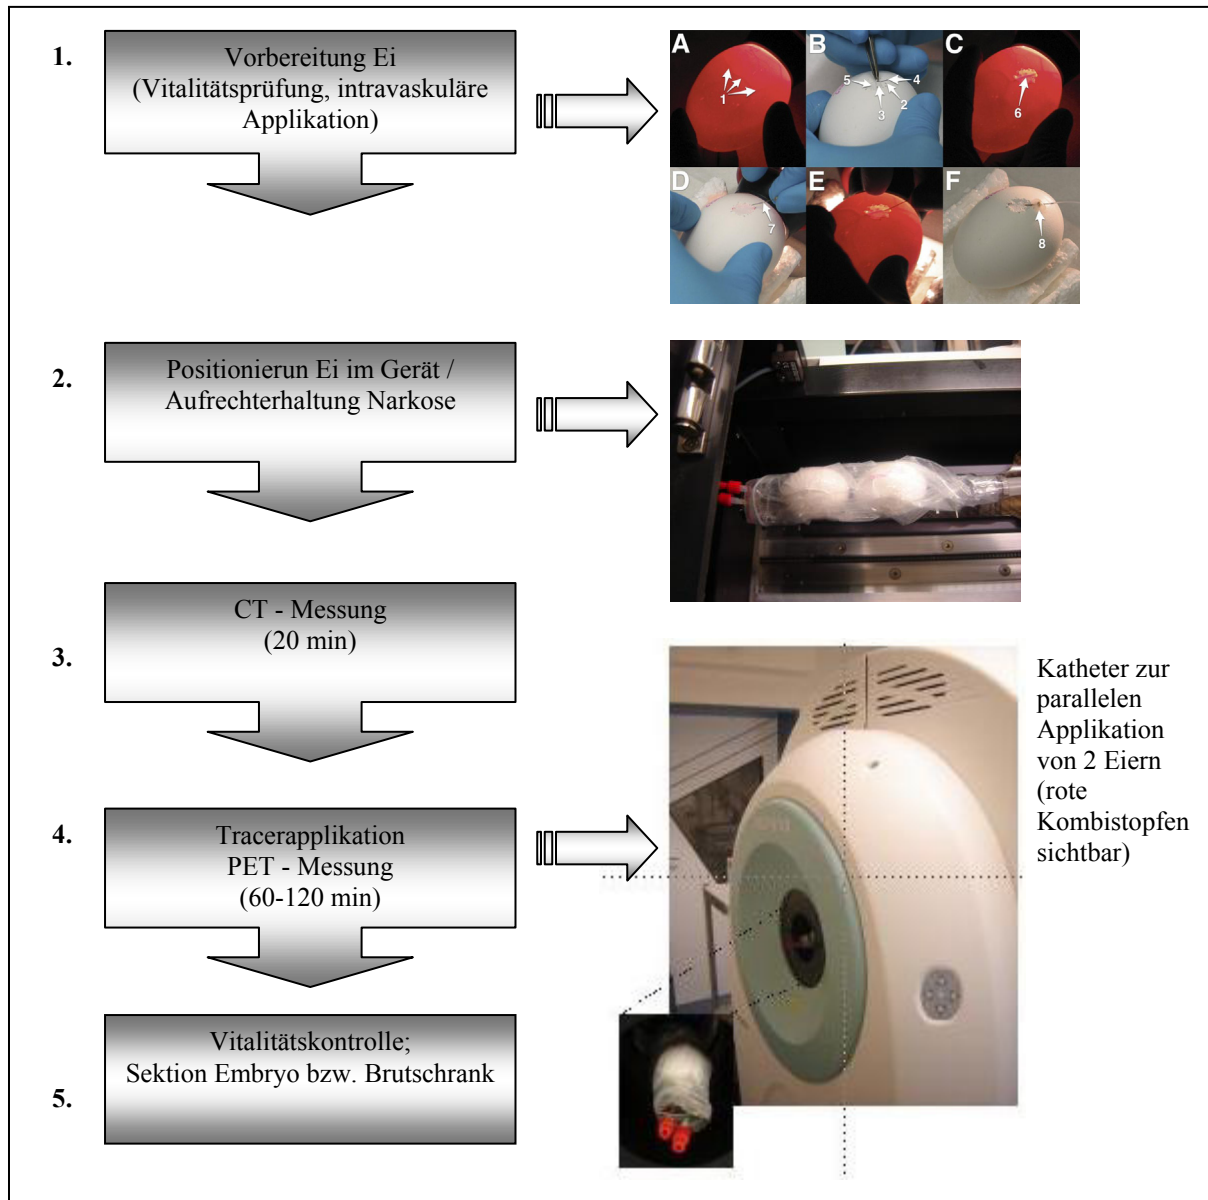 1.
Vorbereitung Ei
(Vitalitätsprüfung, intravaskuläre
Applikation)
A
1
B
5
4
2
3
C
6
D
7
E
F
8
2.
Positionierun Ei im Gerät /
Aufrechterhaltung Narkose
3.
CT - Messung
(20 min)
4.
Tracerapplikation
PET - Messung
(60-120 min)
Katheter zur
parallelen
Applikation
von 2 Eiern
(rote
Kombistopfen
sichtbar)
5.
Vitalitätskontrolle;
Sektion Embryo bzw. Brutschrank